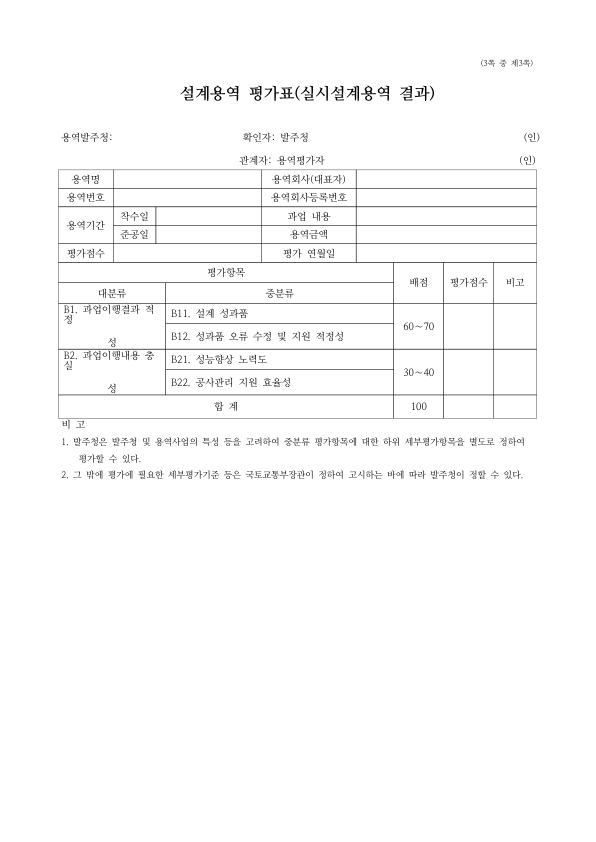 (3쪽 중 제3쪽)
설계용역 평가표(실시설계용역 결과)
용역발주청: 확인자: 발주청 (인)
관계자: 용역평가자 (인)
용역명 용역회사(대표자)
용역번호 용역회사등록번호
용역기간 착수일 과업 내용
준공일 용역금액
평가점수 평가 연월일
평가항목 배점 평가점수 비고
대분류 중분류
B1. 과업이행결과 적
정
성
B11. 설계 성과품
B12. 성과품 오류 수정 및 지원 적정성
60～70
B2. 과업이행내용 충
실
성
B21. 성능향상 노력도
B22. 공사관리 지원 효율성
30～40
합 계 100
비 고
1. 발주청은 발주청 및 용역사업의 특성 등을 고려하여 중분류 평가항목에 대한 하위 세부평가항목을 별도로 정하여
평가할 수 있다.
2. 그 밖에 평가에 필요한 세부평가기준 등은 국토교통부장관이 정하여 고시하는 바에 따라 발주청이 정할 수 있다.